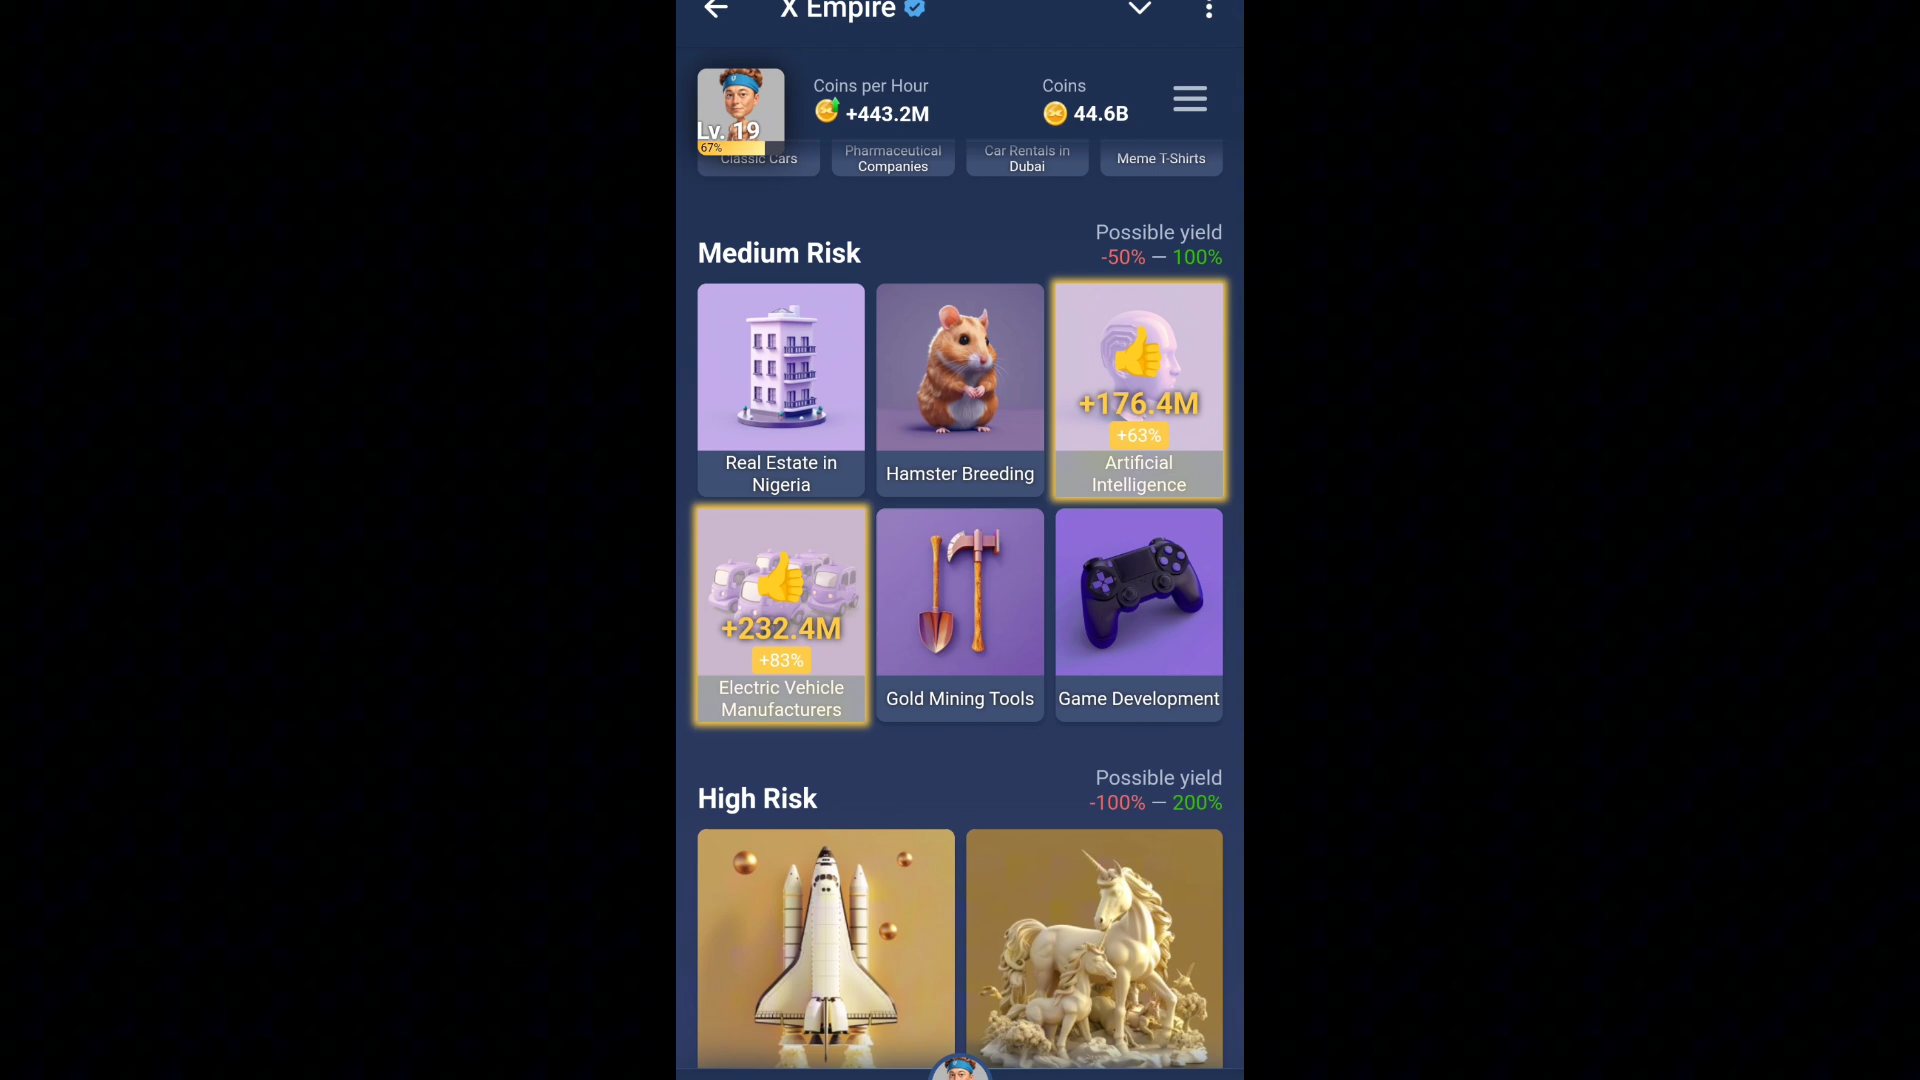 X Empire
Coins per Hour
+443.2M
Coins
44.6B
Lv. 19
67%
Classic Cars
Pharmaceutical
Companies
Car Rentals in
Dubai
Meme T-Shirts
Medium Risk
Possible yield
-50% — 100%
Real Estate in
Nigeria
Hamster Breeding
+176.4M
+63%
Artificial
Intelligence
+232.4M
+83%
Electric Vehicle
Manufacturers
Gold Mining Tools
Game Development
High Risk
Possible yield
-100% — 200%